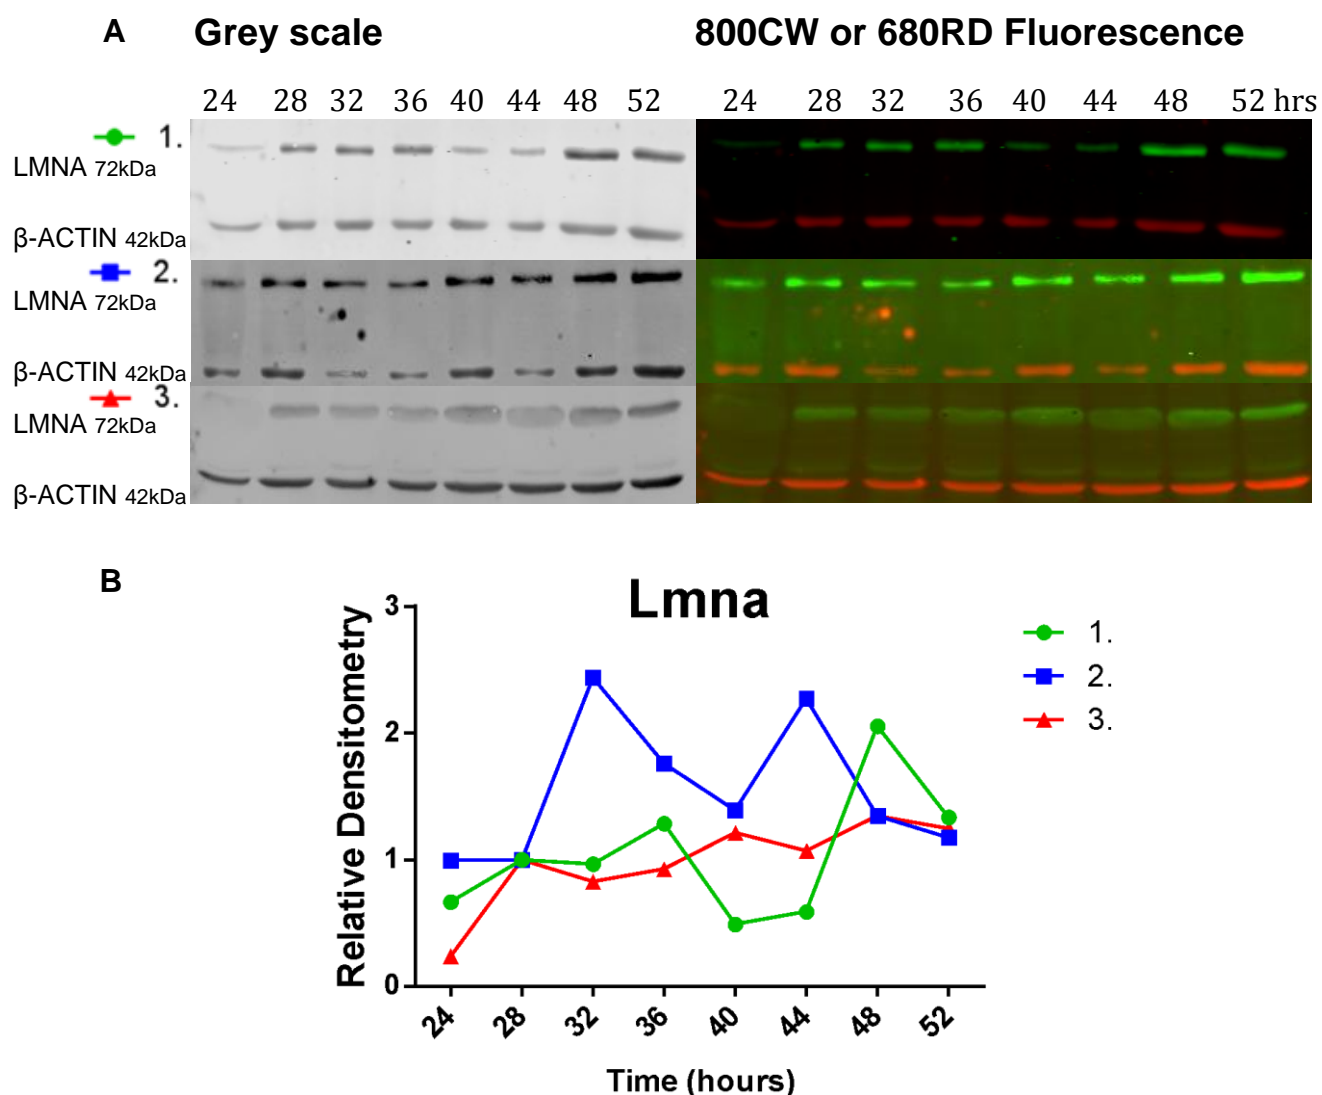 A Grey scale 800CW or 680RD Fluorescence
24 28 32 36 40 44 48 52 24 28 32 36 40 44 48 52 hrs
1.
LMNA 72kDa
β-ACTIN 42kDa
2.
LMNA 72kDa
β-ACTIN 42kDa
3.
LMNA 72kDa
β-ACTIN 42kDa
B
Lmna
Relative Densitometry
3
2
1
0
24 28 32 36 40 44 48 52
Time (hours)
1.
2.
3.